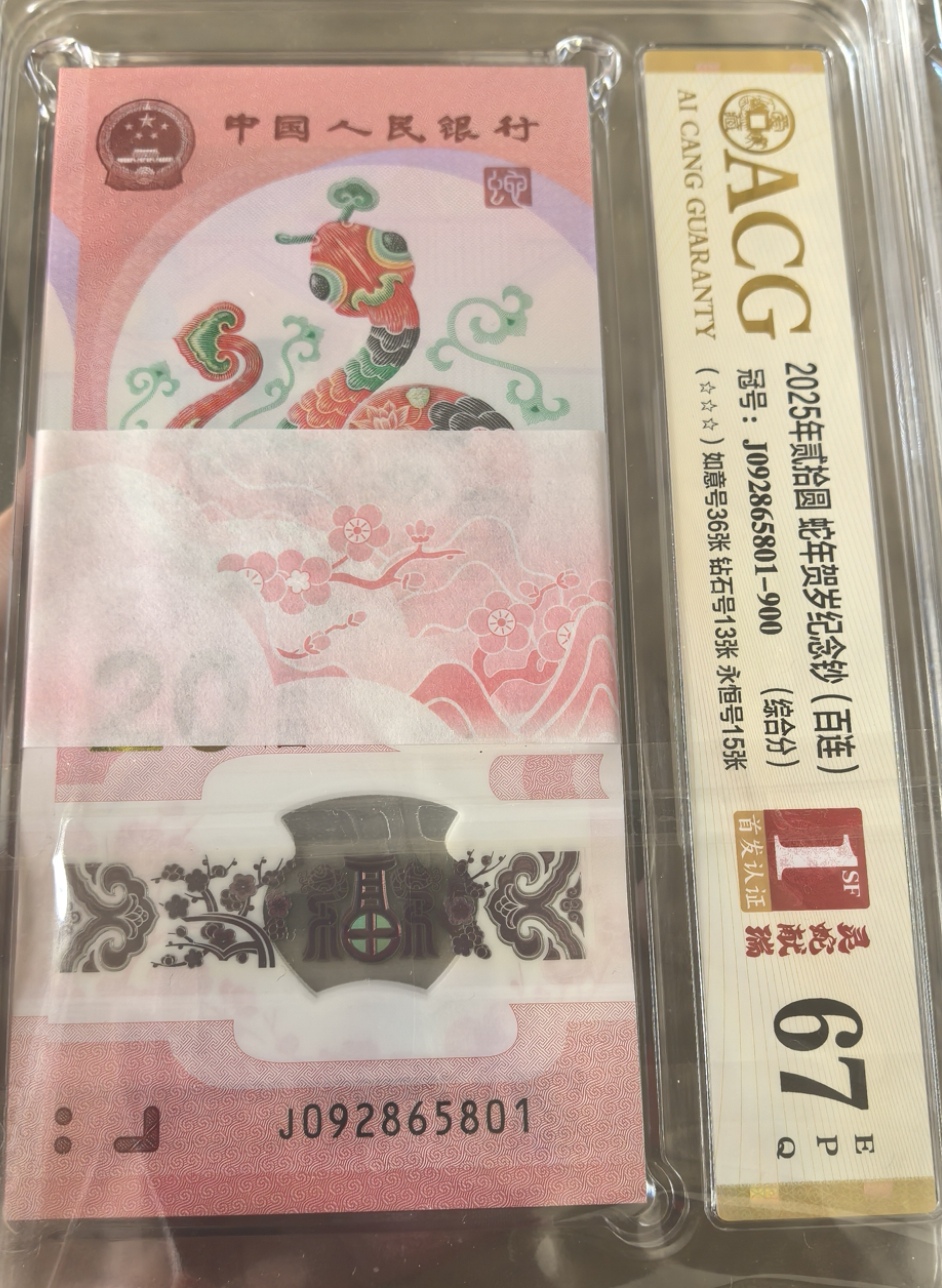 中国人民银行
蛇
20
J092865801
ACG
AI CANG GUARANTY
2025年贰拾圆 蛇年贺岁纪念钞（百连）
冠号：J092865801-900 （综合分）
（☆☆☆）如意号36张 钻石号13张 永恒号15张
1 SF
首发认证
灵蛇献瑞
67
E
P
Q